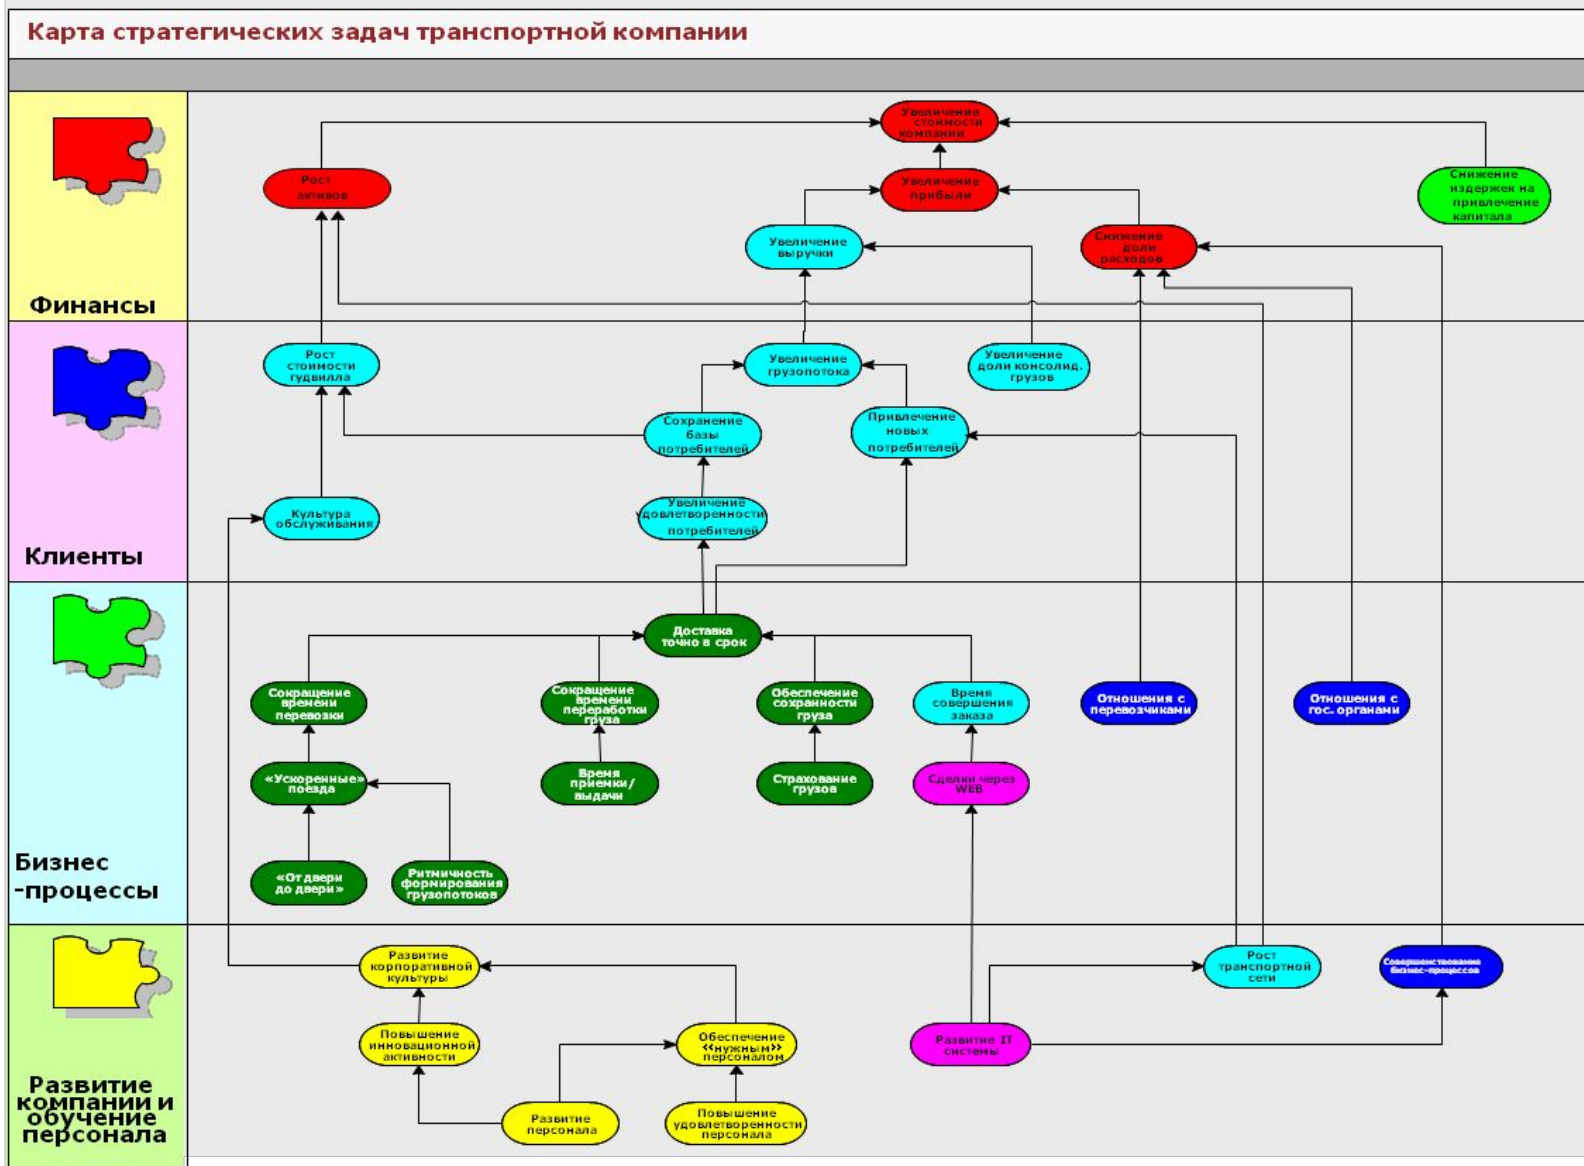 Карта стратегических задач транспортной компании
Увеличение
стоимости
компании
Рост
активов
Увеличение
прибыли
Снижение
издержек на
привлечение
капитала
Увеличение
выручки
Снижение
доли
расходов
Финансы
Рост
стоимости
гудвилла
Увеличение
грузопотока
Увеличение
доли консолид.
грузов
Сохранение
базы
потребителей
Привлечение
новых
потребителей
Культура
обслуживания
Увеличение
удовлетворенности
потребителей
Клиенты
Доставка
точно в срок
Сокращение
времени
перевозки
Сокращение
времени
переработки
груза
Обеспечение
сохранности
груза
Время
совершения
заказа
Отношения с
перевозчиками
Отношения с
гос. органами
«Ускоренные»
поезда
Время
приемки/
выдачи
Страхование
грузов
Сделки через
WEB
«От двери
до двери»
Ритмичность
формирования
грузопотоков
Бизнес
-процессы
Развитие
корпоративной
культуры
Рост
транспортной
сети
Совершенствование
бизнес-процессов
Повышение
инновационной
активности
Обеспечение
«нужным»
персоналом
Развитие IT
системы
Развитие
персонала
Повышение
удовлетворенности
персонала
Развитие
компании и
обучение
персонала